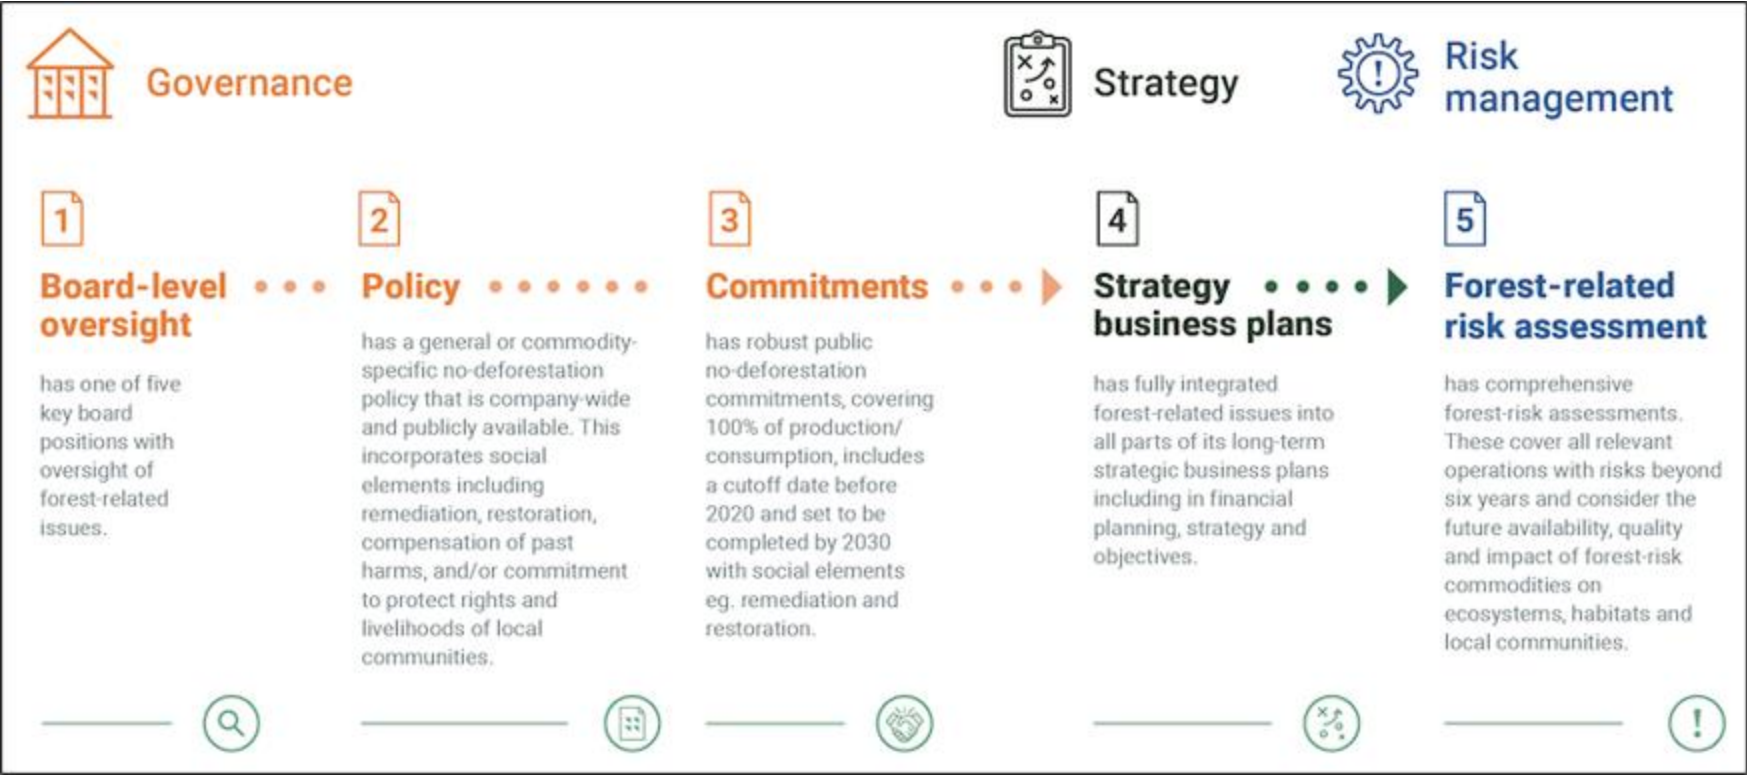 Governance
Strategy
Risk
management
1
Board-level
oversight
has one of five
key board
positions with
oversight of
forest-related
issues.
2
Policy
has a general or commodity-
specific no-deforestation
policy that is company-wide
and publicly available. This
incorporates social
elements including
remediation, restoration,
compensation of past
harms, and/or commitment
to protect rights and
livelihoods of local
communities.
3
Commitments
has robust public
no-deforestation
commitments, covering
100% of production/
consumption, includes
a cutoff date before
2020 and set to be
completed by 2030
with social elements
eg. remediation and
restoration.
4
Strategy
business plans
has fully integrated
forest-related issues into
all parts of its long-term
strategic business plans
including in financial
planning, strategy and
objectives.
5
Forest-related
risk assessment
has comprehensive
forest-risk assessments.
These cover all relevant
operations with risks beyond
six years and consider the
future availability, quality
and impact of forest-risk
commodities on
ecosystems, habitats and
local communities.